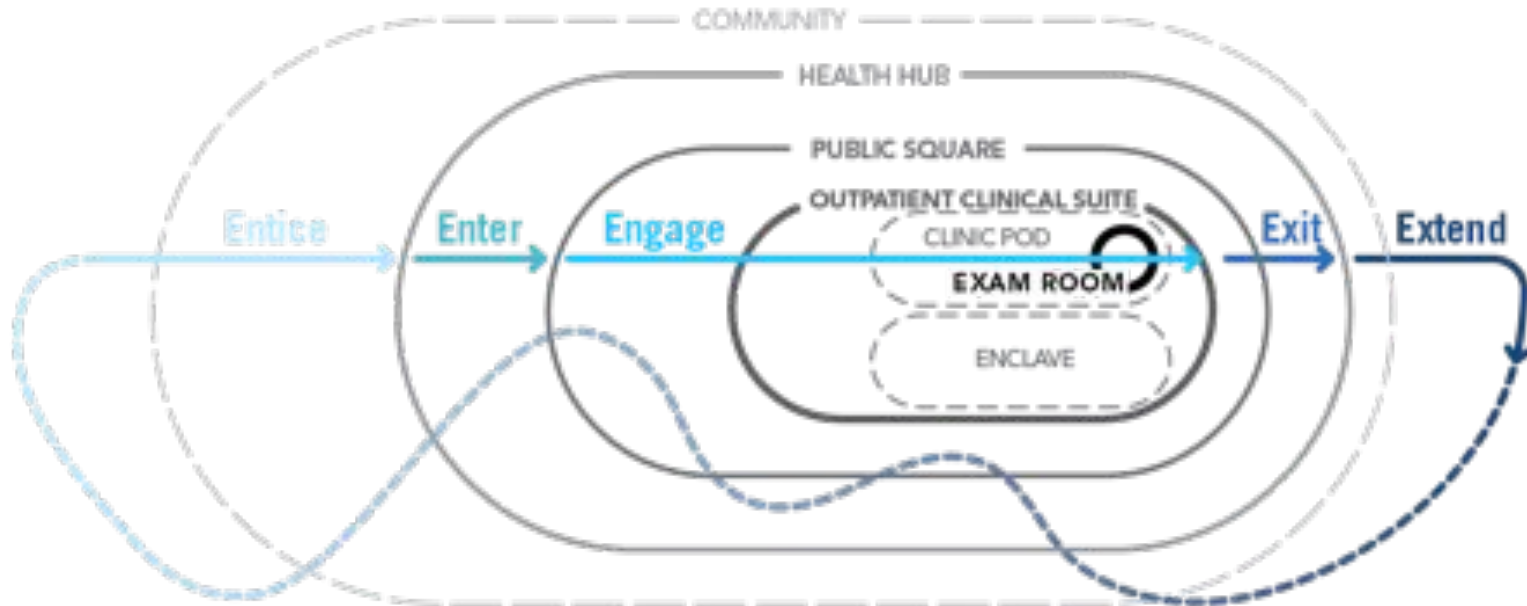 COMMUNITY
HEALTH HUB
PUBLIC SQUARE
OUTPATIENT CLINICAL SUITE
Entice
Enter
Engage
CLINIC POD
Exit
Extend
EXAM ROOM
ENCLAVE